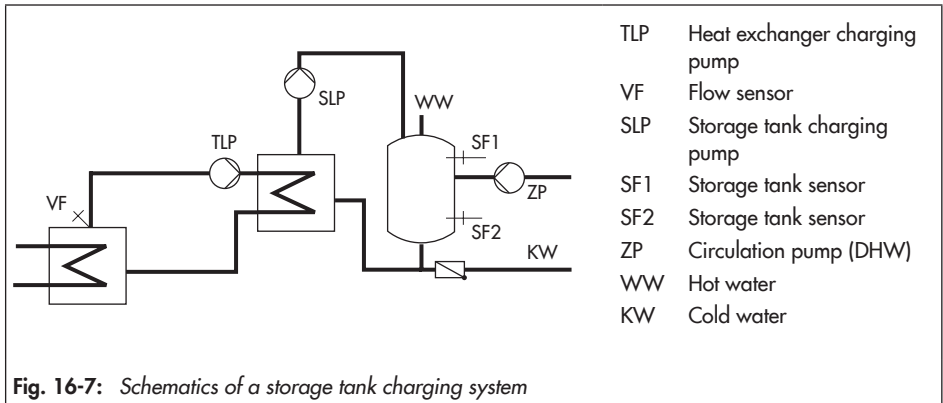 SLP
WW
TLP
SF1
ZP
VF
SF2
KW
TLP Heat exchanger charging
pump
VF Flow sensor
SLP Storage tank charging
pump
SF1 Storage tank sensor
SF2 Storage tank sensor
ZP Circulation pump (DHW)
WW Hot water
KW Cold water
Fig. 16-7: Schematics of a storage tank charging system